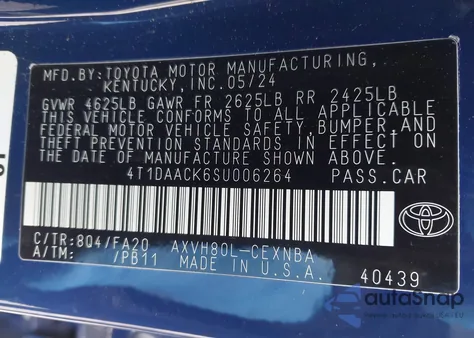 MFD.BY:TOYOTA MOTOR MANUFACTURING,
KENTUCKY,INC.05/24
GVWR 4625LB GAWR FR 2625LB RR 2425LB
THIS VEHICLE CONFORMS TO ALL APPLICABLE
FEDERAL MOTOR VEHICLE SAFETY,BUMPER,AND
THEFT PREVENTION STANDARDS IN EFFECT ON
THE DATE OF MANUFACTURE SHOWN ABOVE.
4T1DAACK6SU006264 PASS.CAR
C/TR:804/FA20 AXVH80L-CEXNBA
A/TM: /PB11 MADE IN U.S.A. 40439
autoSnap